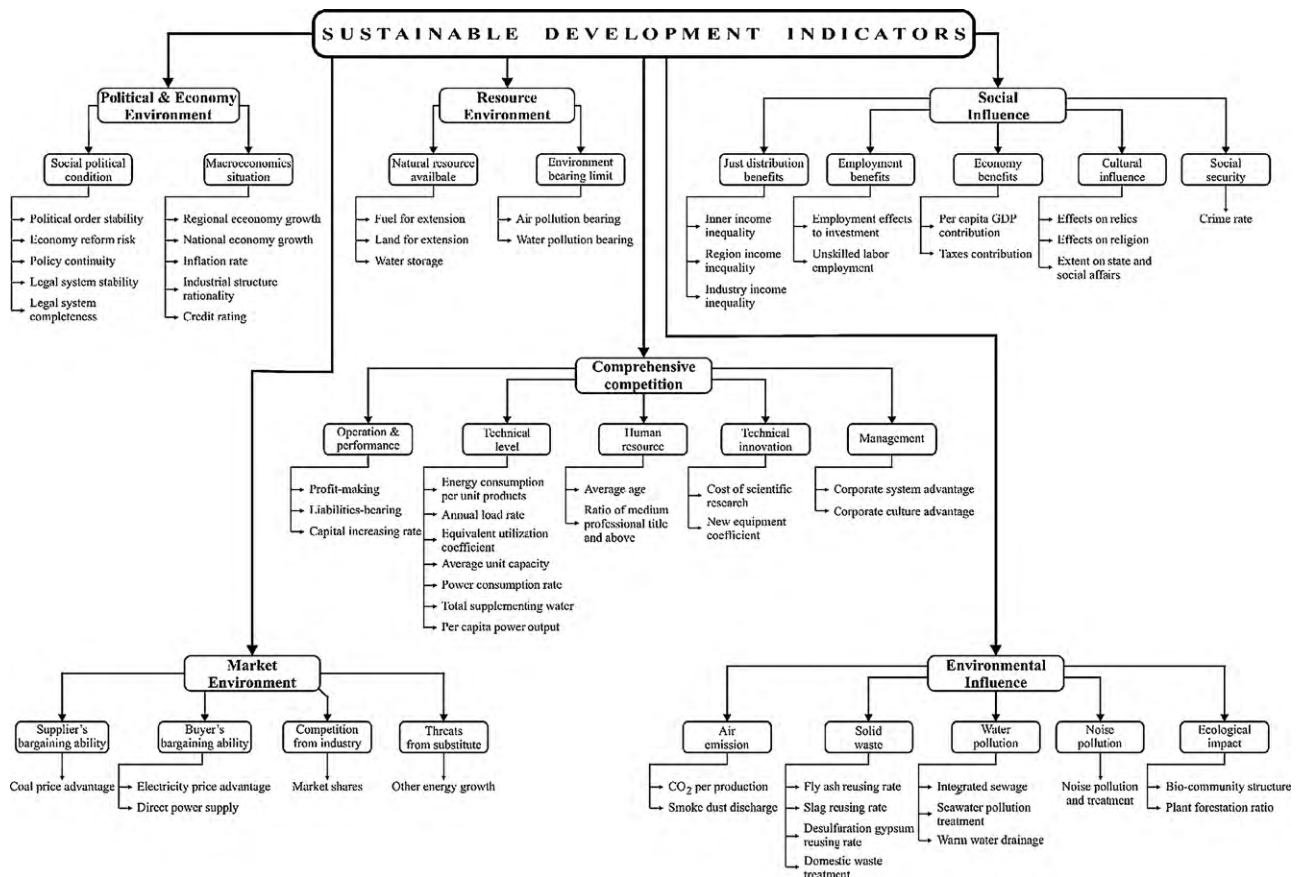 SUSTAINABLE DEVELOPMENT INDICATORS
Political & Economy
Environment
Social political
condition
Political order stability
Economy reform risk
Policy continuity
Legal system stability
Legal system
completeness
Macroeconomics
situation
Regional eceonomy growth
National economy growth
Inflation rate
Industrial structure
rationality
Credit rating
Resource
Environment
Natural resource
availbale
Fuel for extension
Land for extension
Water storage
Environment
bearing limit
Air pollution bearing
Water pollution bearing
Social
Influence
Just distribution
benefits
Inner income
inequality
Region income
inequality
Industry income
inequality
Employment
benefits
Employment effects
to investment
Unskilled labor
employment
Economy
benefits
Per capita GDP
contribution
Taxes contribution
Cultural
influence
Effects on relics
Effects on religion
Extent on state and
social affairs
Social
security
Crime rate
Comprehensive
competition
Operation &
performance
Profit-making
Liabilities-bearing
Capital increasing rate
Technical
level
Energy consumption
per unit products
Annual load rate
Equivalent utilization
coefficient
Average unit capacity
Power consumption rate
Total supplementing water
Per capita power output
Human
resource
Average age
Ratio of medium
professional title
and above
Technical
innovation
Cost of scientific
research
New equipment
coefficient
Management
Corporate system advantage
Corporate culture advantage
Market
Environment
Supplier's
bargaining ability
Coal price advantage
Buyer's
bargaining ability
Electricity price advantage
Direct power supply
Competition
from industry
Market shares
Threats
from substitute
Other energy growth
Environmental
Influence
Air
emission
CO2 per production
Smoke dust discharge
Solid
waste
Fly ash reusing rate
Slag reusing rate
Desulfuration gypsum
reusing rate
Domestic waste
treatment
Water
pollution
Integrated sewage
Seawater pollution
treatment
Warm water drainage
Noise
pollution
Noise pollution
and treatment
Ecological
impact
Bio-community structure
Plant forestation ratio